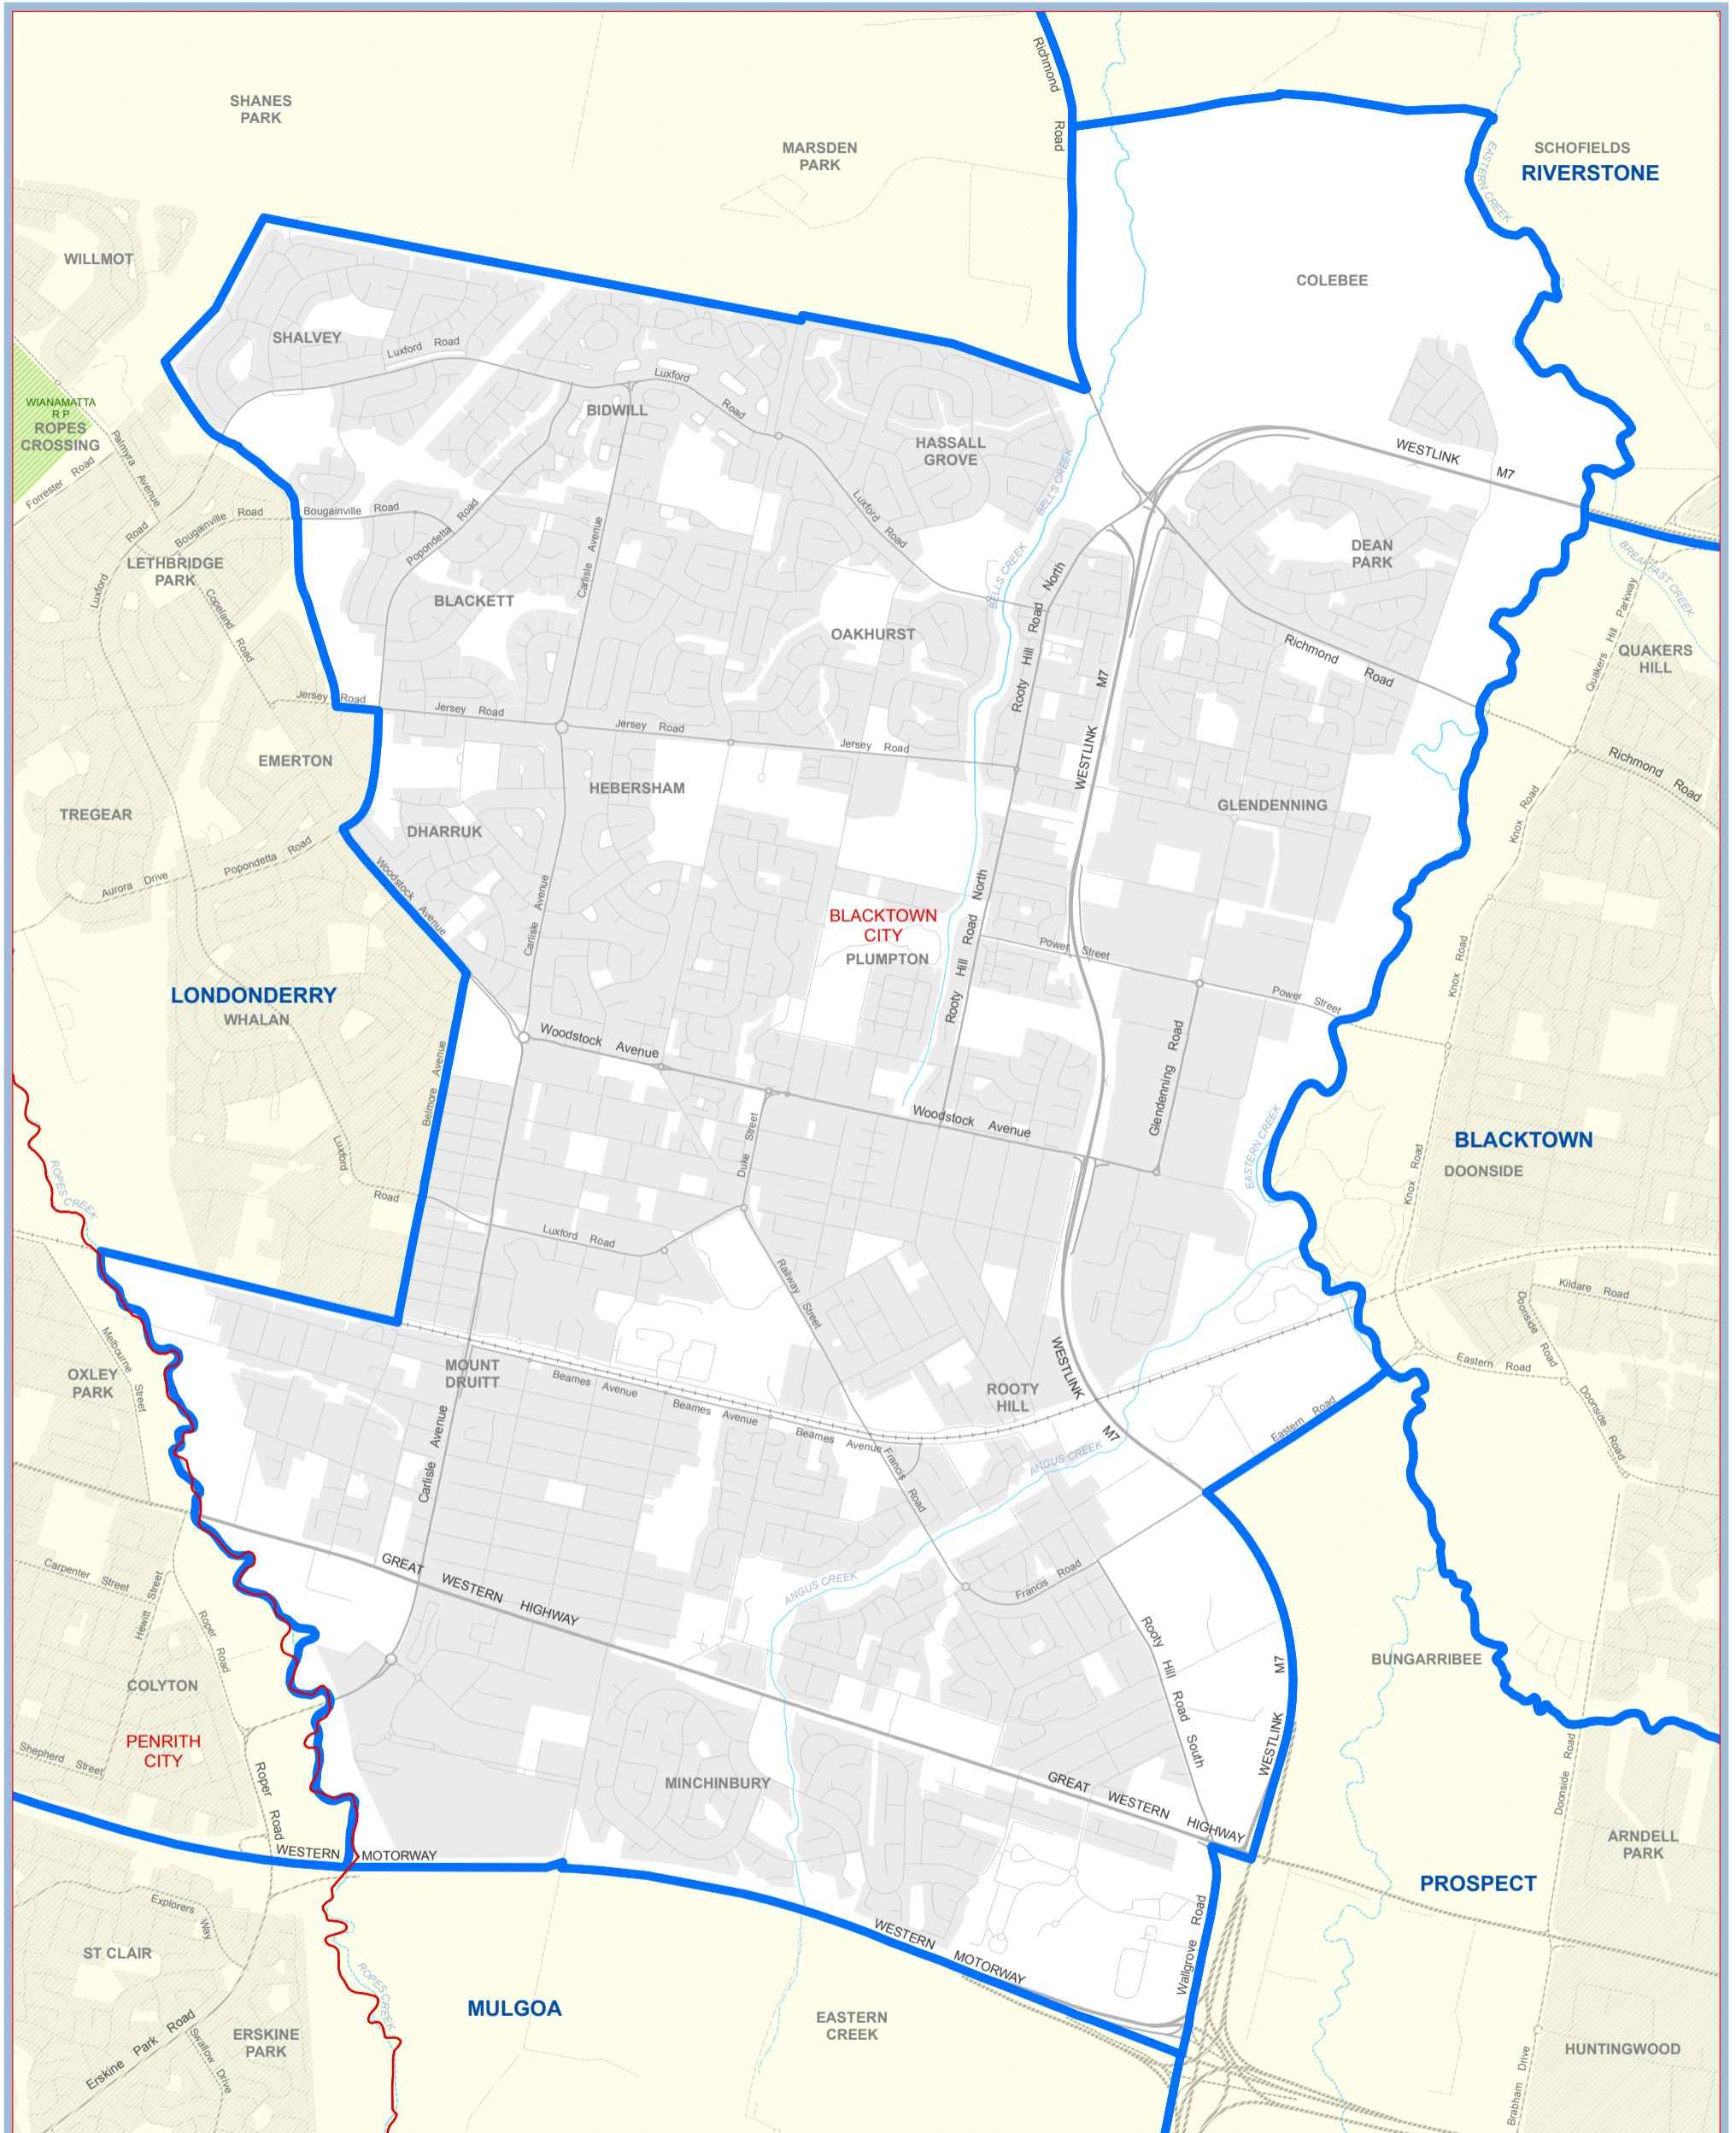 Richmond
Road
SHANES
PARK
MARSDEN
PARK
SCHOFIELDS
RIVERSTONE
EASTERN CREEK
WILLMOT
COLEBEE
SHALVEY
Luxford Road
Luxford
Road
BIDWILL
WIANAMATTA
R P
ROPES
CROSSING
Palmyra
Avenue
Forrester Road
HASSALL
GROVE
WESTLINK M7
BELLS CREEK
Luxford
Road
Bougainville Road
Bougainville Road
Road
Luxford
LETHBRIDGE
PARK
Popondetta Road
Carlisle Avenue
DEAN
PARK
BREAKFAST CREEK
Quakers Hill Parkway
BELLS CREEK
BLACKETT
Copeland
Road
OAKHURST
Rooty Hill Road North
Richmond
Road
QUAKERS
HILL
Jersey Road
Jersey Road
Jersey Road
Jersey Road
WESTLINK M7
Richmond Road
EMERTON
HEBERSHAM
TREGEAR
DHARRUK
GLENDENNING
Knox Road
Popondetta Road
Aurora Drive
Woodstock
Avenue
Carlisle Avenue
BLACKTOWN
CITY
PLUMPTON
Rooty Hill Road North
Power Street
Power Street
Knox Road
LONDONDERRY
WHALAN
Woodstock Avenue
Belmore Avenue
Glendenning Road
Woodstock Avenue
Duke Street
EASTERN CREEK
BLACKTOWN
DOONSIDE
Knox Road
ROPES CREEK
Luxford
Road
Luxford Road
Railway
Street
Kildare Road
Doonside
Road
Melbourne
Street
OXLEY
PARK
MOUNT
DRUITT
Beames Avenue
Beames Avenue
Beames Avenue
ROOTY
HILL
WESTLINK
M7
Eastern Road
Eastern Road
Doonside
Road
Carlisle Avenue
Francis
Road
ANGUS CREEK
Carpenter Street
Hewitt Street
Roper
Road
GREAT WESTERN HIGHWAY
ANGUS CREEK
Francis Road
Rooty Hill Road South
BUNGARRIBEE
COLYTON
PENRITH
CITY
Shepherd Street
Roper
Road
WESTERN MOTORWAY
MINCHINBURY
GREAT WESTERN HIGHWAY
WESTLINK M7
Doonside Road
ARNDELL
PARK
PROSPECT
Explorers Way
ST CLAIR
WESTERN MOTORWAY
Wallgrove Road
ROPES CREEK
MULGOA
EASTERN
CREEK
Erskine Park Road
Swallow
Drive
ERSKINE
PARK
Brabham Drive
HUNTINGWOOD